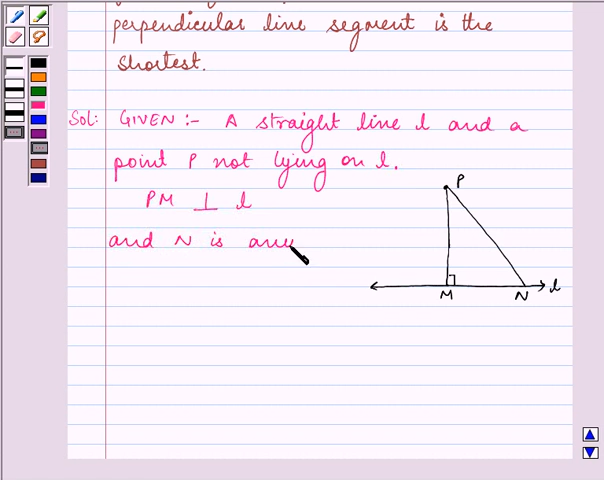 perpendicular line segment is the
shortest.
Sol: GIVEN :- A straight line l and a
point P not lying on l.
PM ⊥ l
and N is any
P
M
N
l